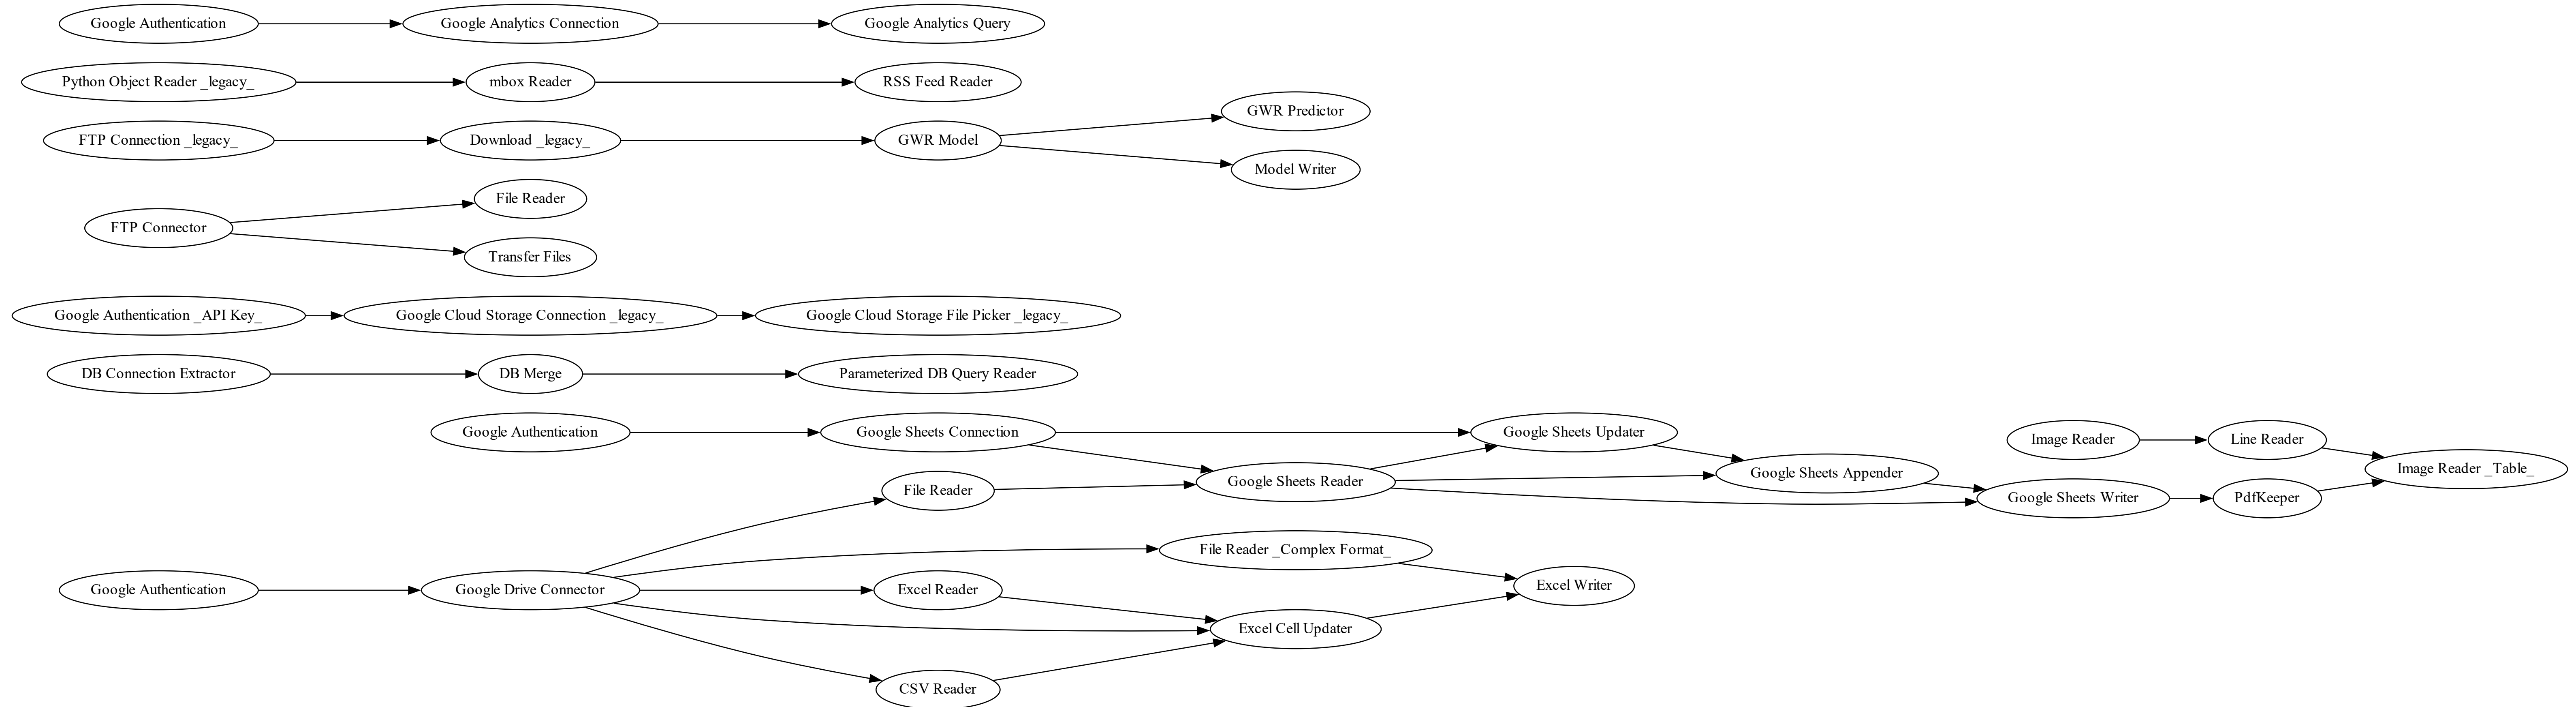 Google Authentication
Google Analytics Connection
Google Analytics Query
Python Object Reader _legacy_
mbox Reader
RSS Feed Reader
GWR Predictor
FTP Connection _legacy_
Download _legacy_
GWR Model
Model Writer
File Reader
FTP Connector
Transfer Files
Google Authentication _API Key_
Google Cloud Storage Connection _legacy_
Google Cloud Storage File Picker _legacy_
DB Connection Extractor
DB Merge
Parameterized DB Query Reader
Google Authentication
Google Sheets Connection
Google Sheets Updater
Image Reader
Line Reader
File Reader
Google Sheets Reader
Google Sheets Appender
Image Reader _Table_
Google Sheets Writer
PdfKeeper
File Reader _Complex Format_
Google Authentication
Google Drive Connector
Excel Reader
Excel Writer
Excel Cell Updater
CSV Reader